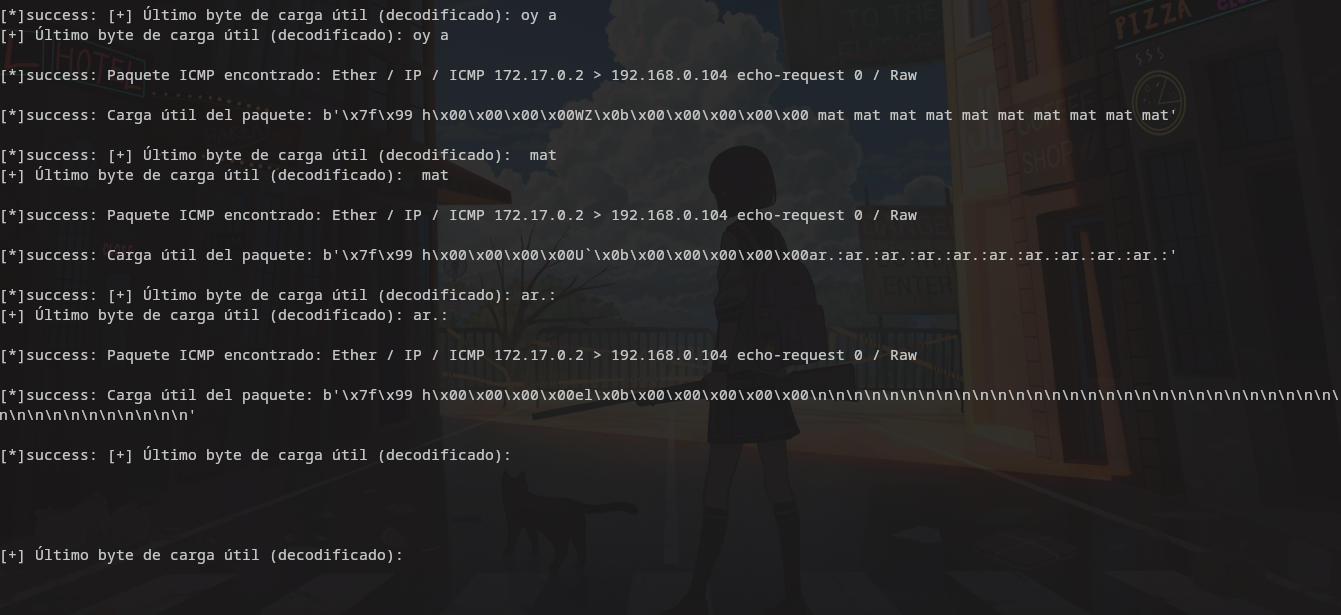 [*]success: [+] Último byte de carga útil (decodificado): oy a
[+] Último byte de carga útil (decodificado): oy a
[*]success: Paquete ICMP encontrado: Ether / IP / ICMP 172.17.0.2 > 192.168.0.104 echo-request 0 / Raw
[*]success: Carga útil del paquete: b'\x7f\x99 h\x00\x00\x00\x00WZ\x0b\x00\x00\x00\x00\x00 mat mat mat mat mat mat mat mat mat mat'
[*]success: [+] Último byte de carga útil (decodificado):  mat
[+] Último byte de carga útil (decodificado):  mat
[*]success: Paquete ICMP encontrado: Ether / IP / ICMP 172.17.0.2 > 192.168.0.104 echo-request 0 / Raw
[*]success: Carga útil del paquete: b'\x7f\x99 h\x00\x00\x00\x00U`\x0b\x00\x00\x00\x00\x00ar.:ar.:ar.:ar.:ar.:ar.:ar.:ar.:ar.:ar.:'
[*]success: [+] Último byte de carga útil (decodificado): ar.:
[+] Último byte de carga útil (decodificado): ar.:
[*]success: Paquete ICMP encontrado: Ether / IP / ICMP 172.17.0.2 > 192.168.0.104 echo-request 0 / Raw
[*]success: Carga útil del paquete: b'\x7f\x99 h\x00\x00\x00\x00el\x0b\x00\x00\x00\x00\x00\n\n\n\n\n\n\n\n\n\n\n\n\n\n\n\n\n\n\n\n\n\n\n\n\n\n\n\n\n\
n\n\n\n\n\n\n\n\n\n\n'
[*]success: [+] Último byte de carga útil (decodificado):
[+] Último byte de carga útil (decodificado):
HOTEL
TO THE
PIZZA
SHOP
ENTER